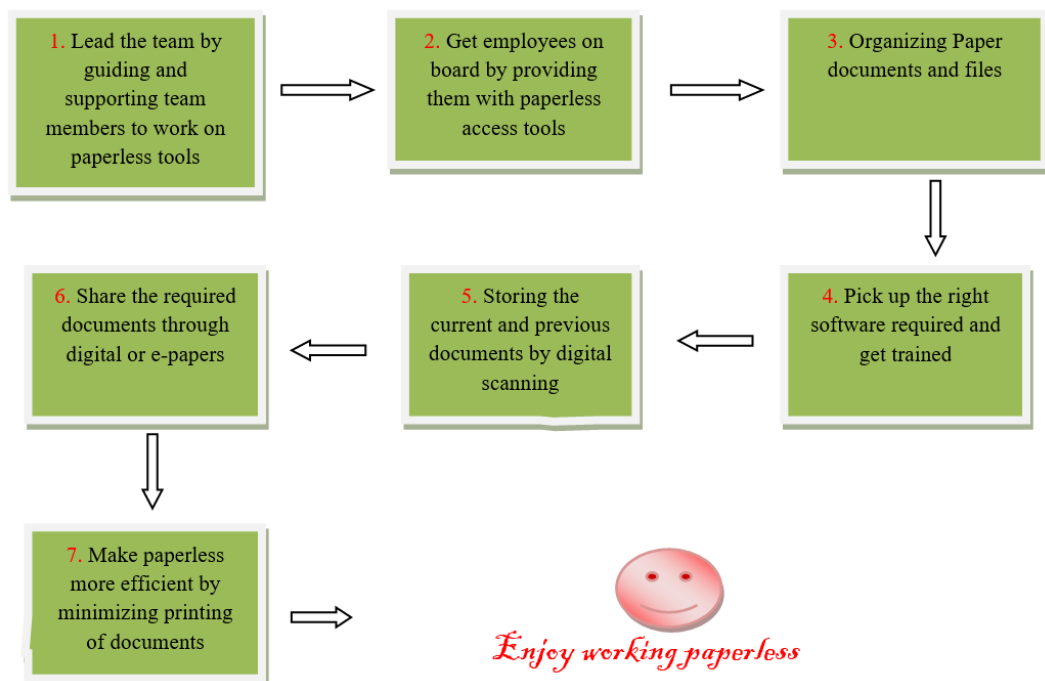 1. Lead the team by
guiding and
supporting team
members to work on
paperless tools
2. Get employees on
board by providing
them with paperless
access tools
3. Organizing Paper
documents and files
4. Pick up the right
software required and
get trained
5. Storing the
current and previous
documents by digital
scanning
6. Share the required
documents through
digital or e-papers
7. Make paperless
more efficient by
minimizing printing
of documents
Enjoy working paperless